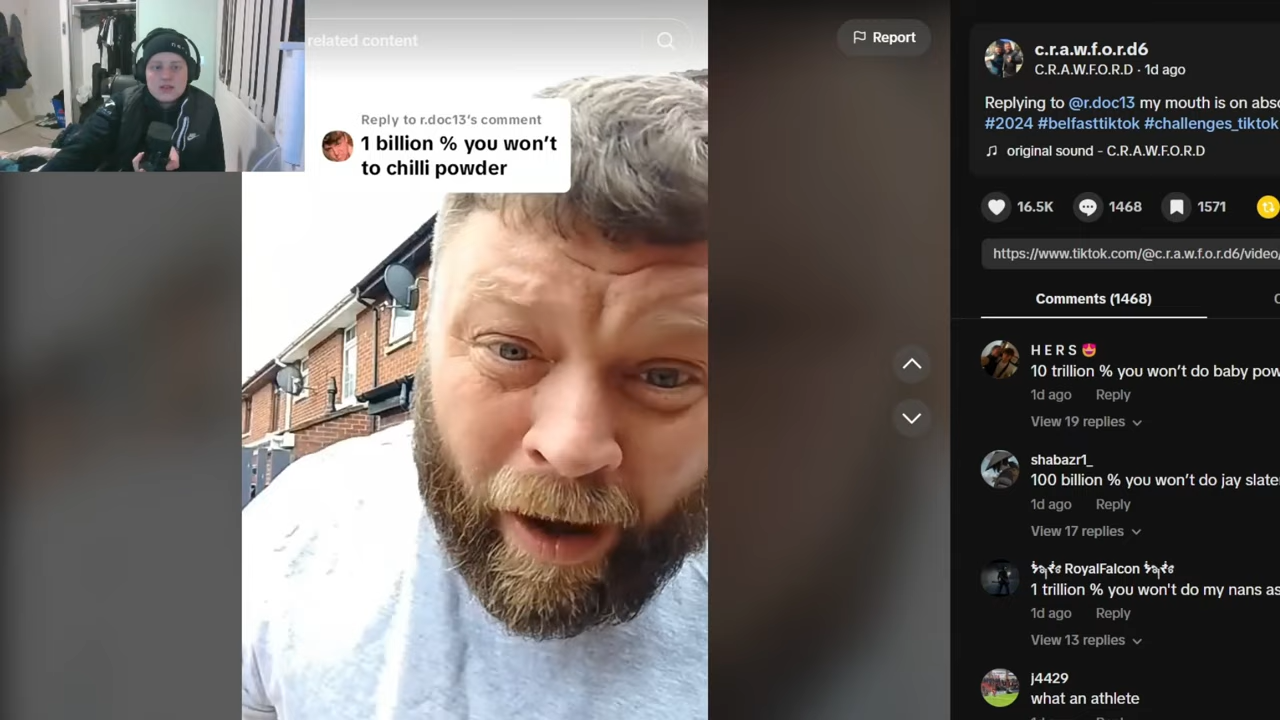 related content
Report
Reply to r.doc13's comment
1 billion % you won't
to chilli powder
c.r.a.w.f.o.r.d6
C.R.A.W.F.O.R.D · 1d ago
Replying to @r.doc13 my mouth is on
#2024 #belfasttiktok #challenges_tiktok
original sound - C.R.A.W.F.O.R.D
16.5K
1468
1571
https://www.tiktok.com/@c.r.a.w.f.o.r.d6/video/
Comments (1468)
H E R S 😍
10 trillion % you won't do baby
1d ago Reply
View 19 replies
shabazr1_
100 billion % you won't do jay
1d ago Reply
View 17 replies
RoyalFalcon
1 trillion % you won't do my nans
1d ago Reply
View 13 replies
j4429
what an athlete